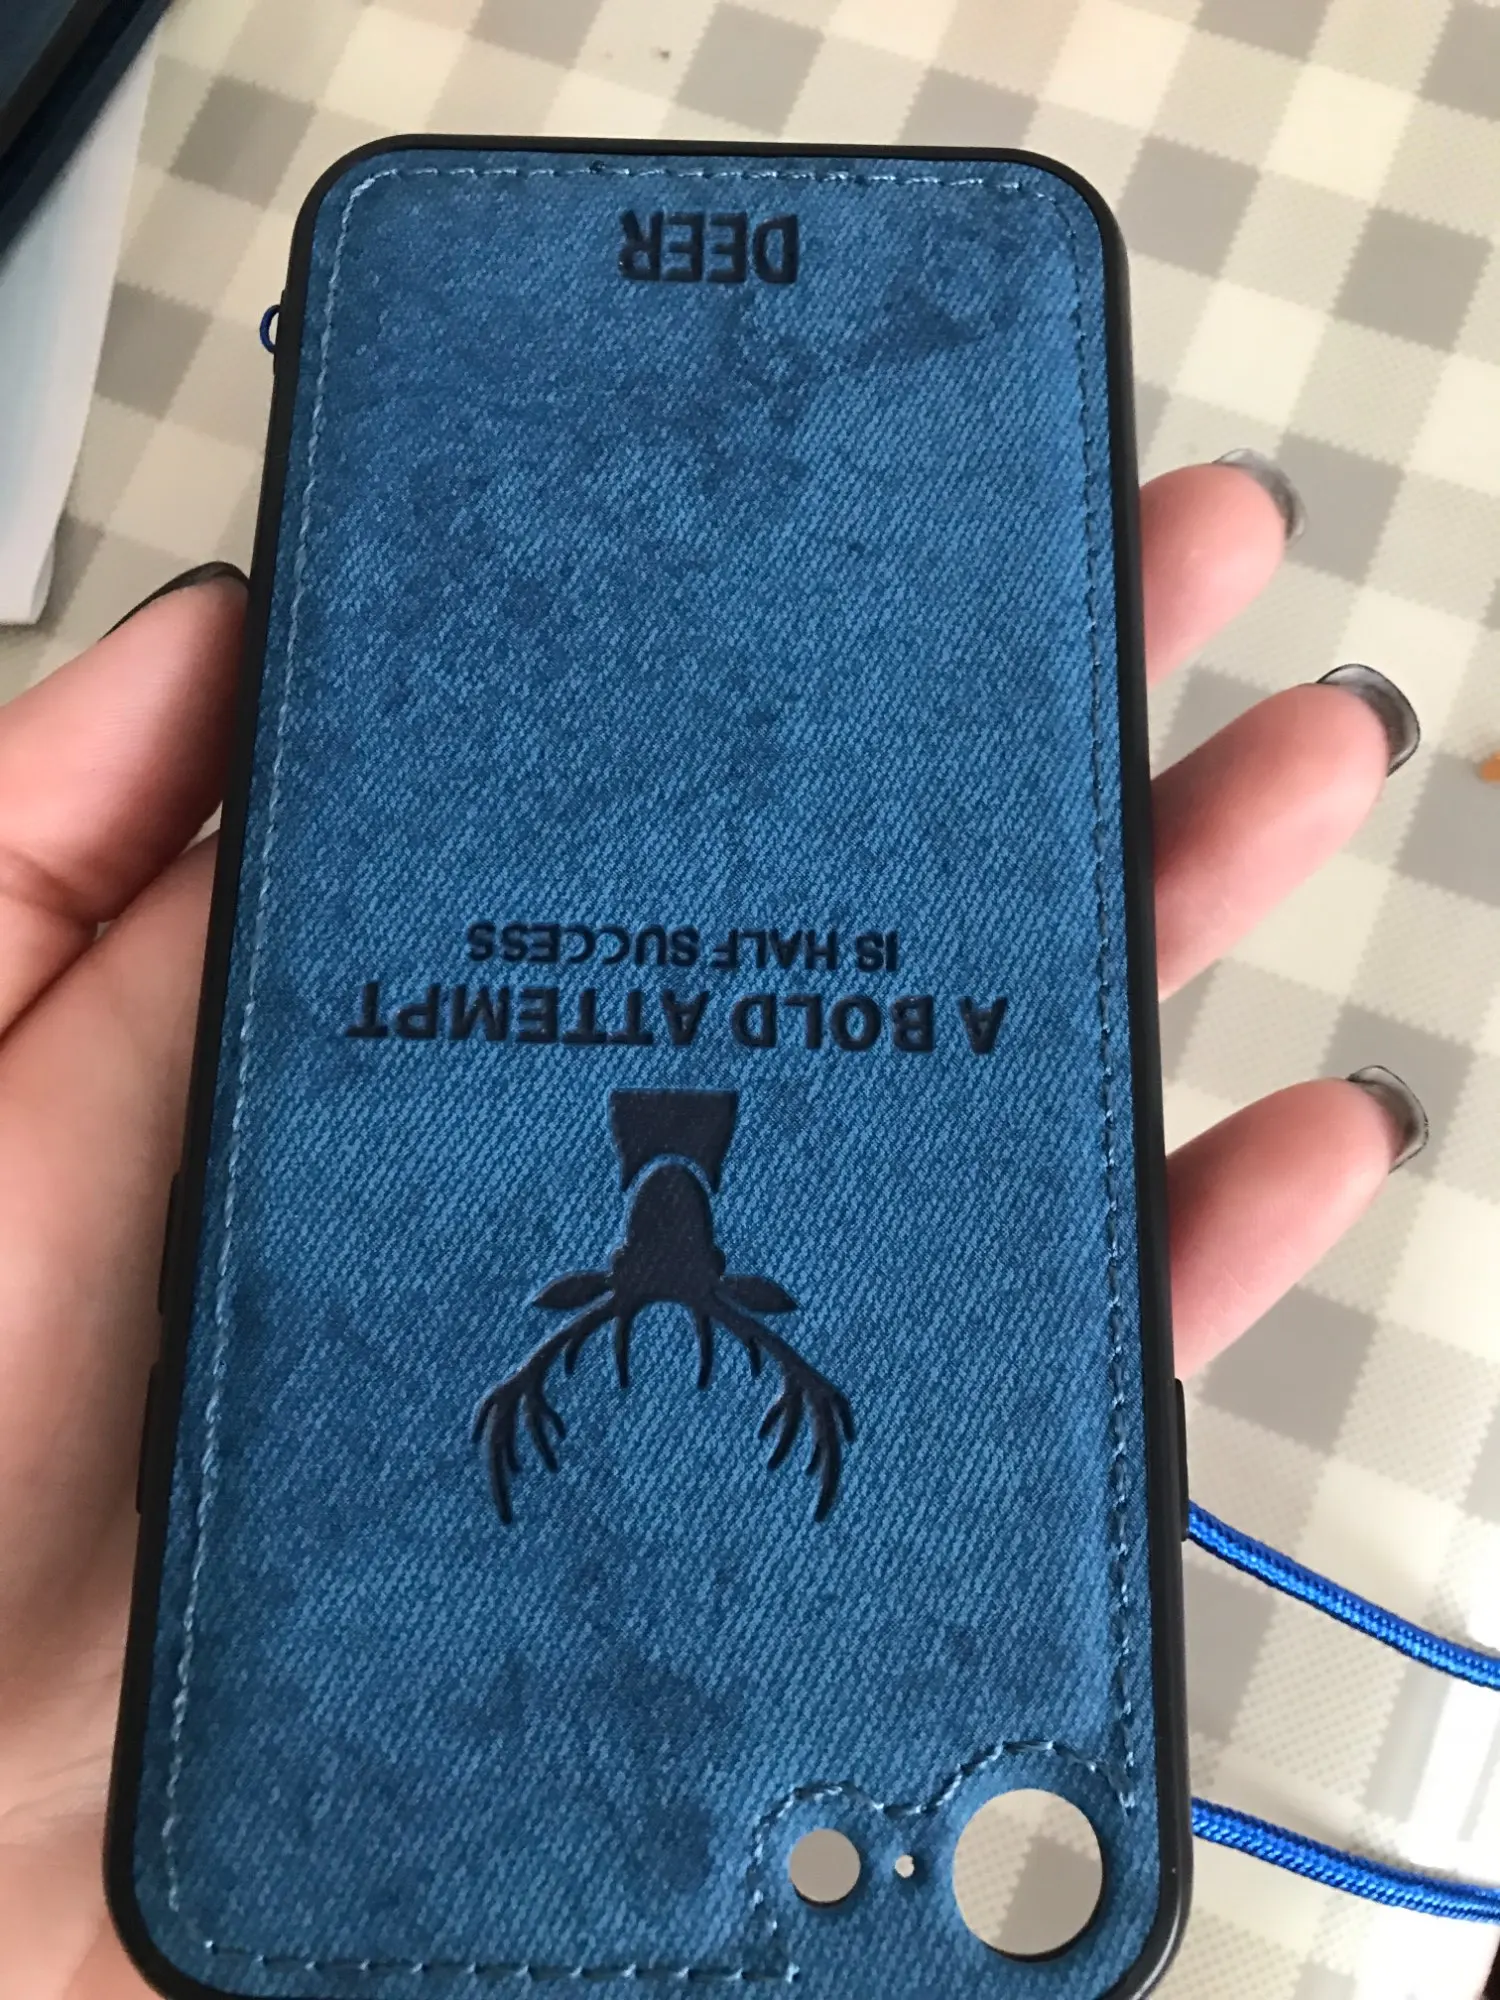 A BOLD ATTEMPT
IS HALF SUCCESS
DEER